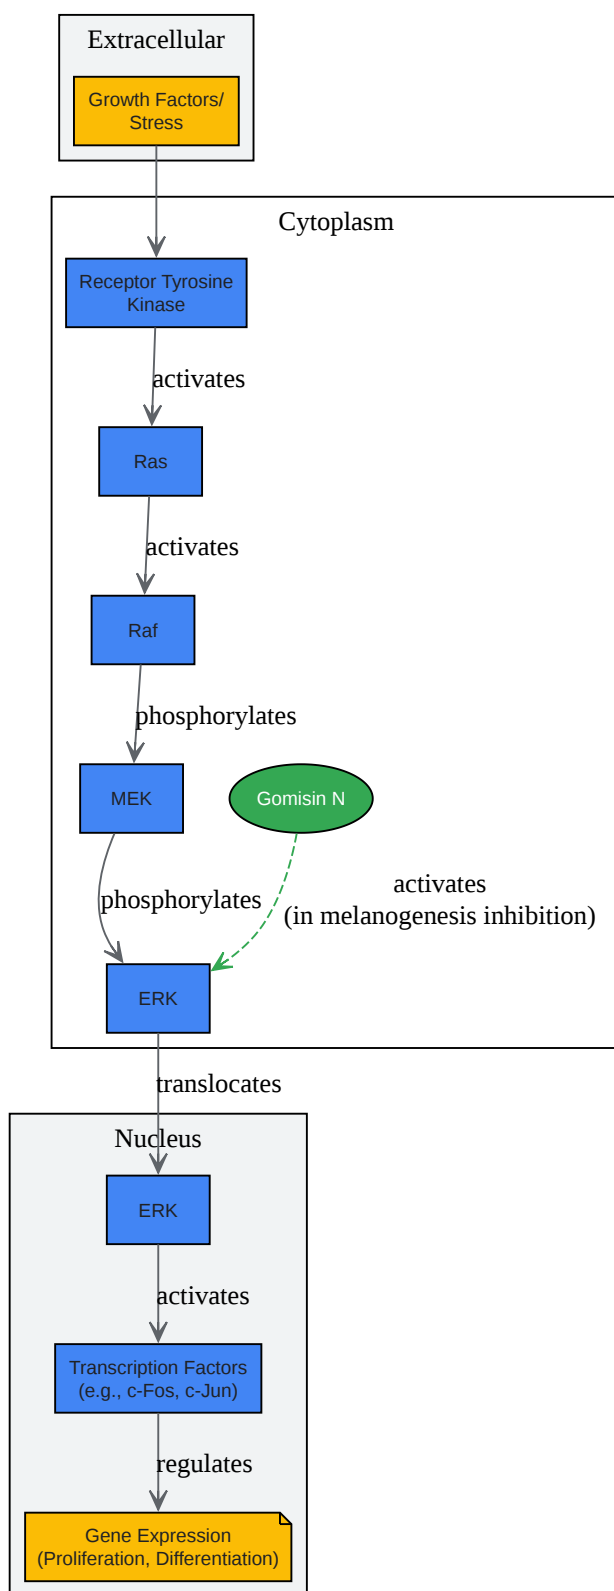 Extracellular
Growth Factors/
Stress
Cytoplasm
Receptor Tyrosine
Kinase
activates
Ras
activates
Raf
phosphorylates
MEK
Gomisin N
phosphorylates
activates
(in melanogenesis inhibition)
ERK
translocates
Nucleus
ERK
activates
Transcription Factors
(e.g., c-Fos, c-Jun)
regulates
Gene Expression
(Proliferation, Differentiation)